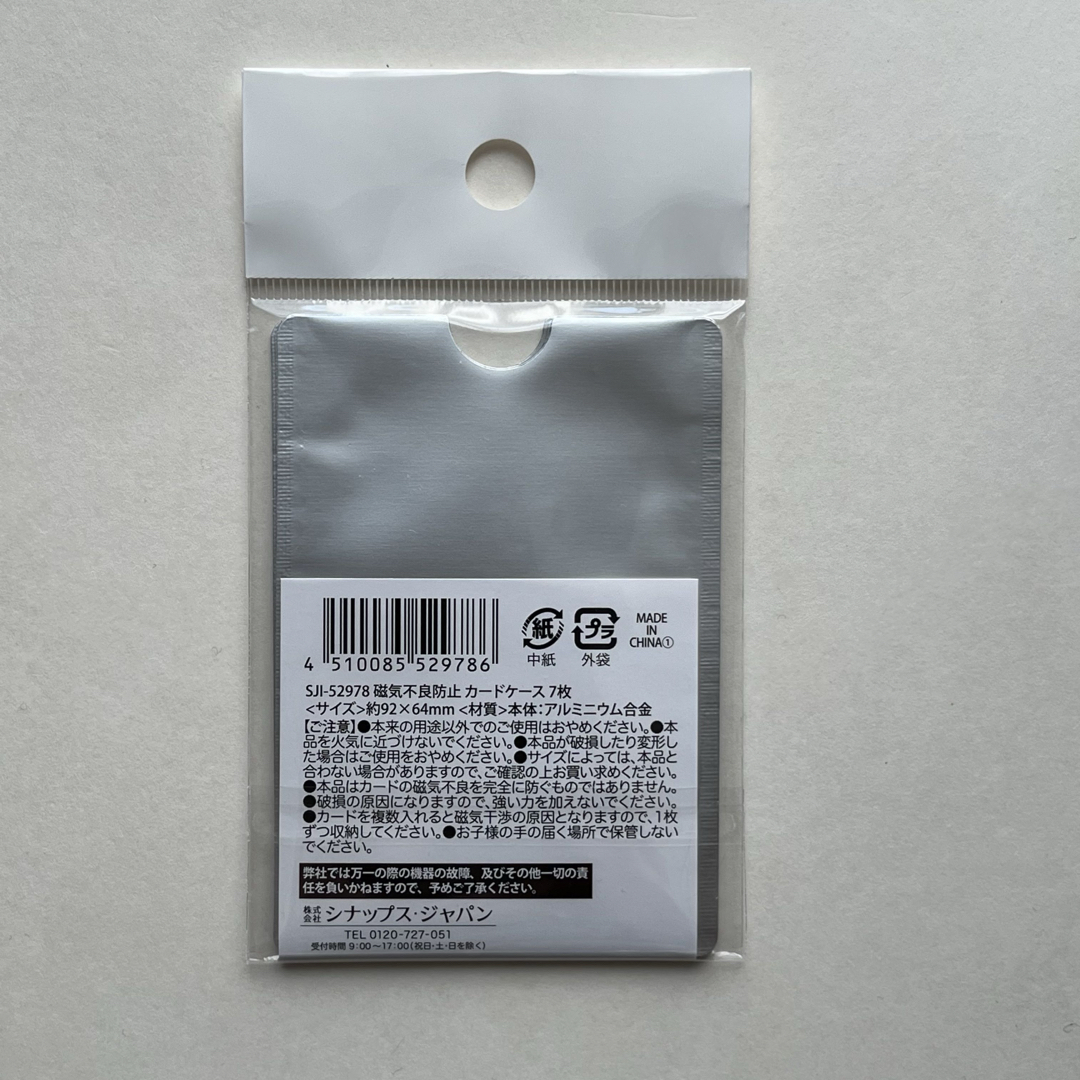 紙
中紙
プラ
外袋
MADE
IN
CHINA①
4 510085 529786
SJI-52978 磁気不良防止 カードケース 7枚
<サイズ>約92×64mm <材質>本体:アルミニウム合金
【ご注意】●本来の用途以外でのご使用はおやめください。●本
品を火気に近づけないでください。●本品が破損したり変形し
た場合はご使用をおやめください。●サイズによっては、本品と
合わない場合がありますので、ご確認の上お買い求めください。
●本品はカードの磁気不良を完全に防ぐものではありません。
●破損の原因になりますので、強い力を加えないでください。
●カードを複数入れると磁気干渉の原因となりますので、1枚
ずつ収納してください。●お子様の手の届く場所で保管しない
でください。
弊社では万一の際の機器の故障、及びその他一切の責
任を負いかねますので、予めご了承ください。
株式会社 シナップス・ジャパン
TEL 0120-727-051
受付時間 9:00～17:00(祝日・土・日を除く)